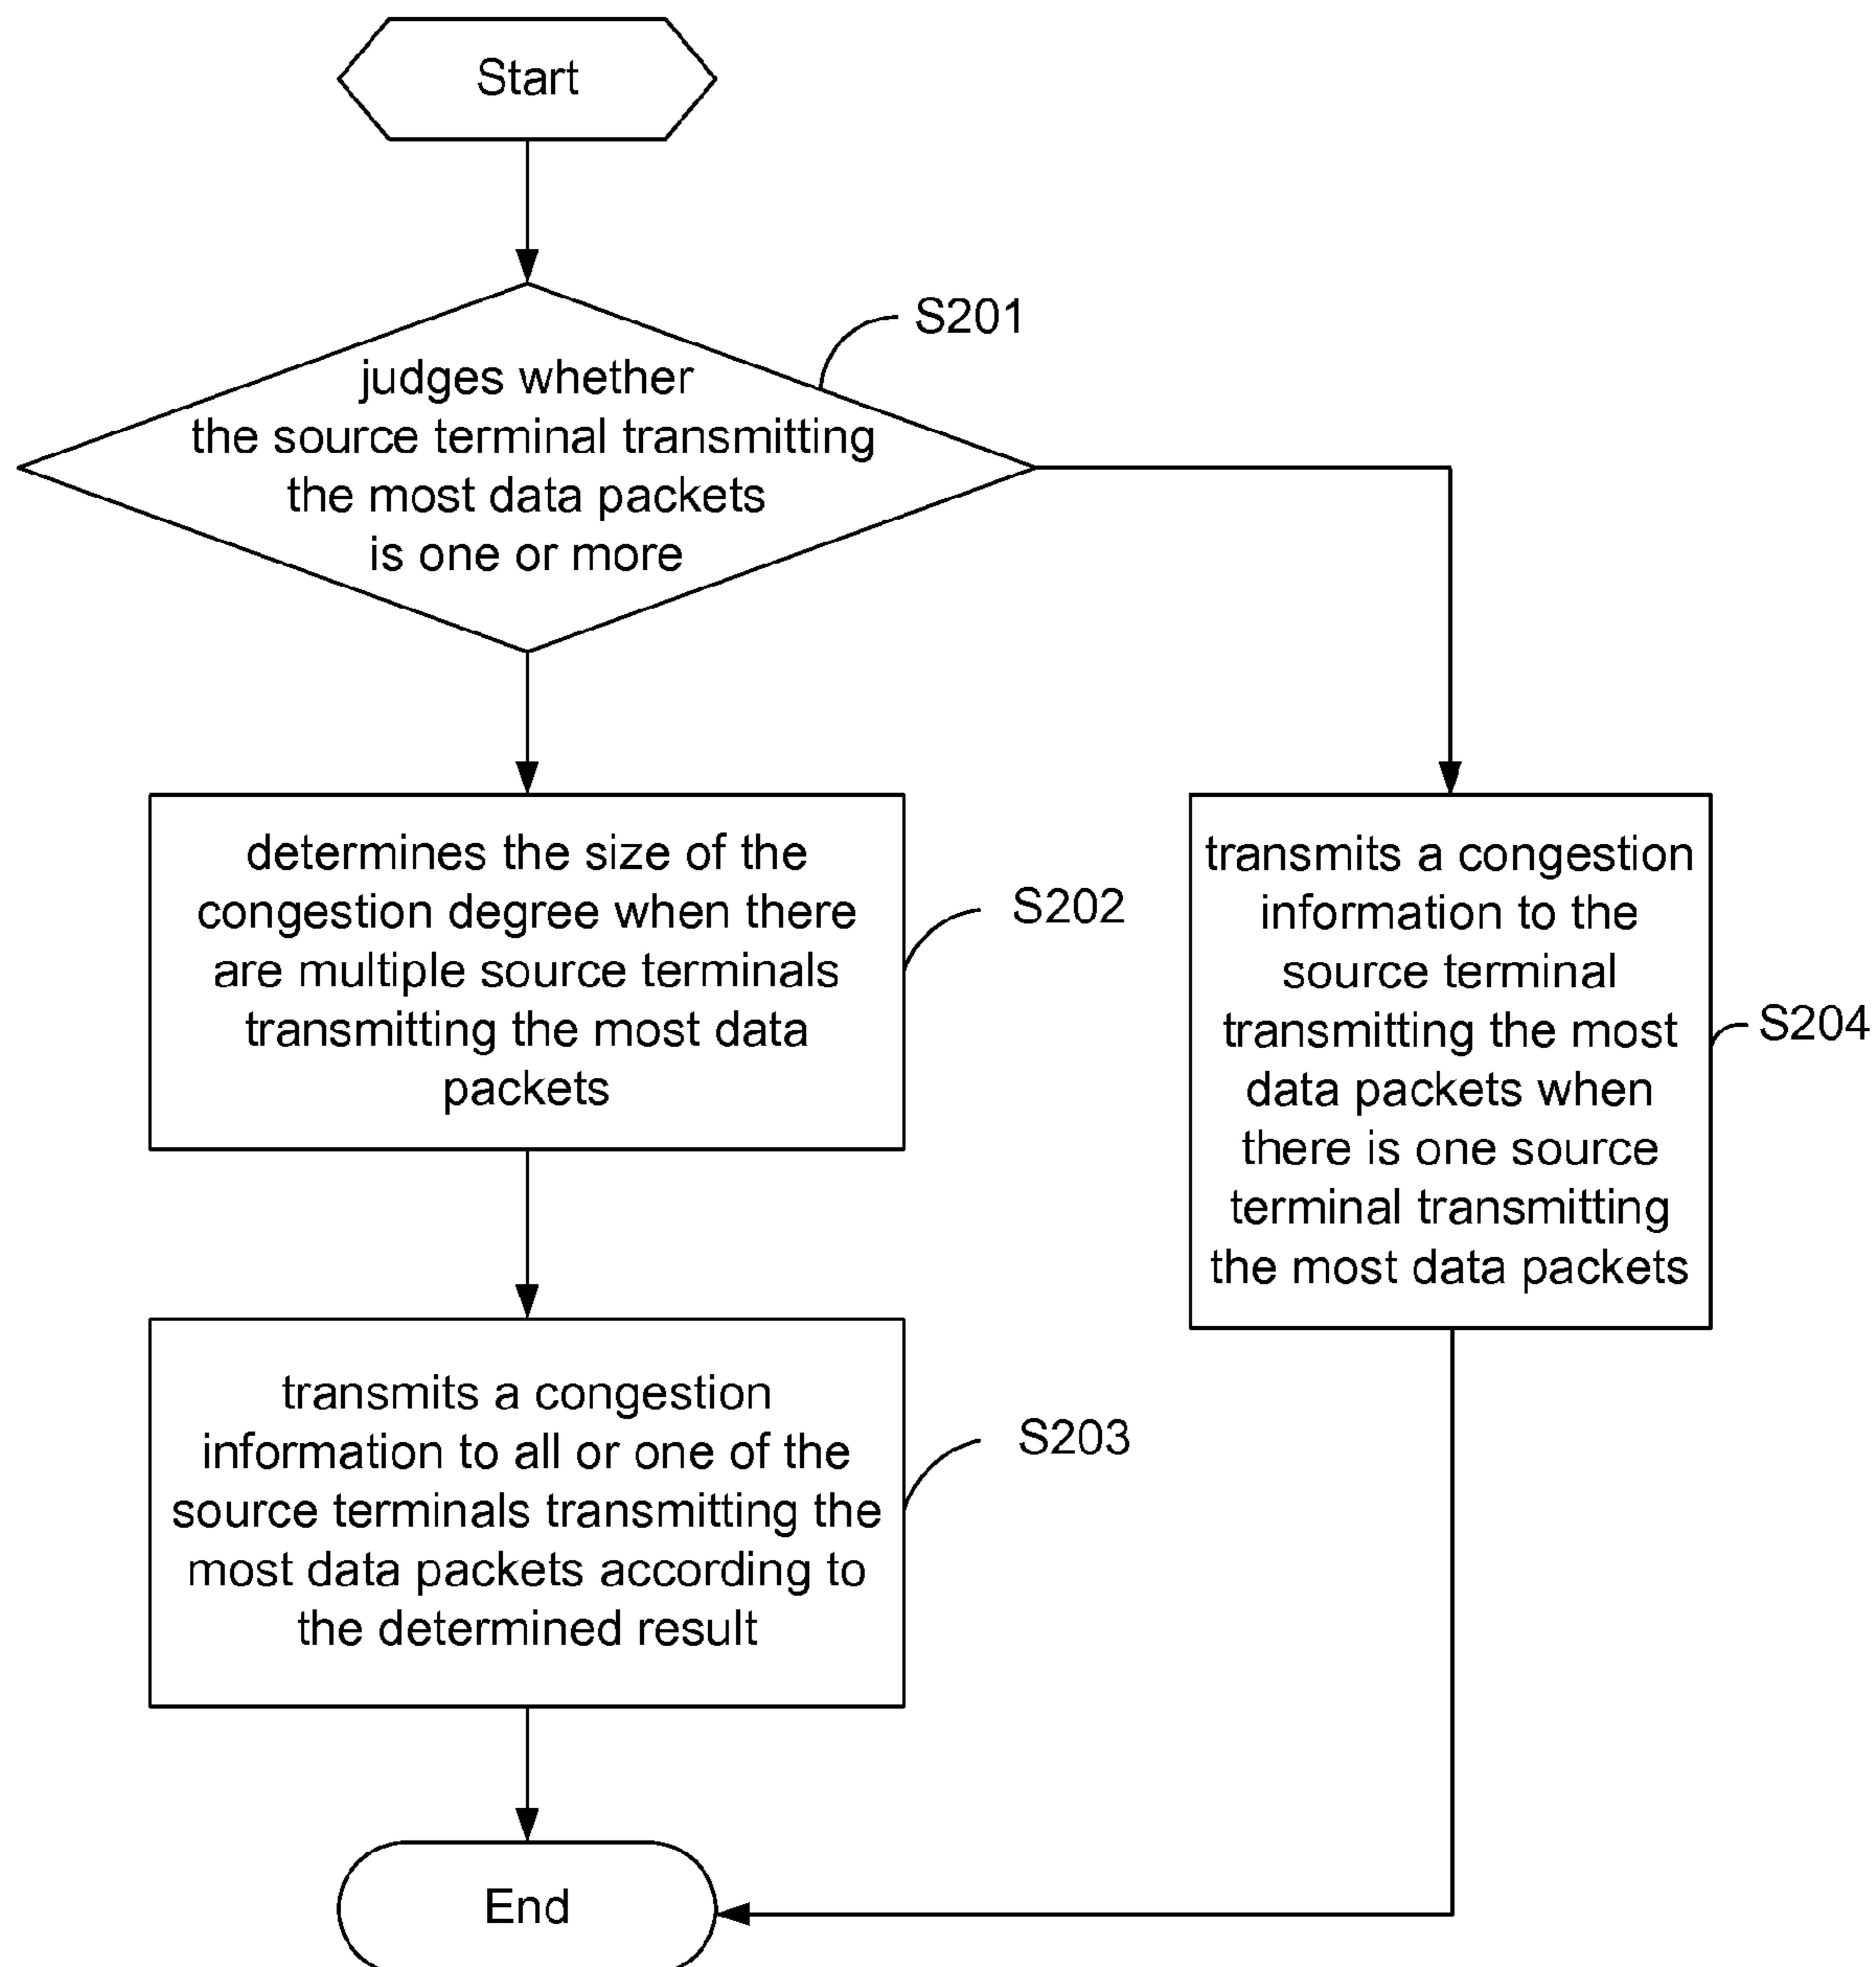 Start
S201
judges whether
the source terminal transmitting
the most data packets
is one or more
determines the size of the
congestion degree when there
are multiple source terminals
transmitting the most data
packets
S202
transmits a congestion
information to the
source terminal
transmitting the most
data packets when
there is one source
terminal transmitting
the most data packets
S204
transmits a congestion
information to all or one of the
source terminals transmitting the
most data packets according to
the determined result
S203
End